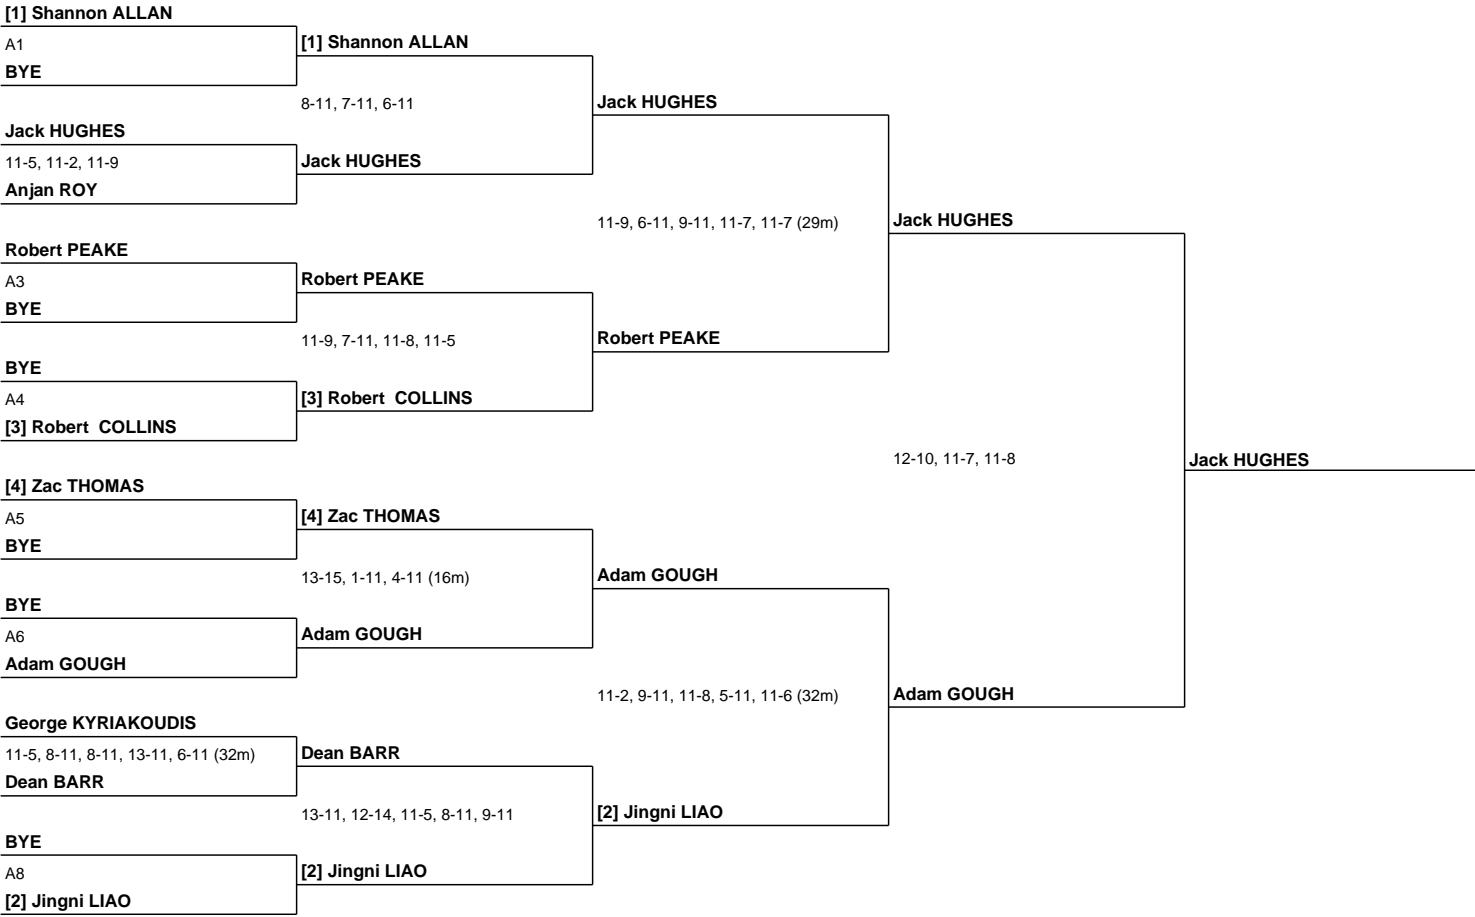 [1] Shannon ALLAN
A1
BYE
Jack HUGHES
11-5, 11-2, 11-9
Anjan ROY
Robert PEAKE
A3
BYE
BYE
A4
[3] Robert  COLLINS
[4] Zac THOMAS
A5
BYE
BYE
A6
Adam GOUGH
George KYRIAKOUDIS
11-5, 8-11, 8-11, 13-11, 6-11 (32m)
Dean BARR
BYE
A8
[2] Jingni LIAO
[1] Shannon ALLAN
8-11, 7-11, 6-11
Jack HUGHES
Robert PEAKE
11-9, 7-11, 11-8, 11-5
[3] Robert  COLLINS
[4] Zac THOMAS
13-15, 1-11, 4-11 (16m)
Adam GOUGH
Dean BARR
13-11, 12-14, 11-5, 8-11, 9-11
[2] Jingni LIAO
Jack HUGHES
11-9, 6-11, 9-11, 11-7, 11-7 (29m)
Robert PEAKE
Adam GOUGH
11-2, 9-11, 11-8, 5-11, 11-6 (32m)
[2] Jingni LIAO
Jack HUGHES
12-10, 11-7, 11-8
Adam GOUGH
Jack HUGHES